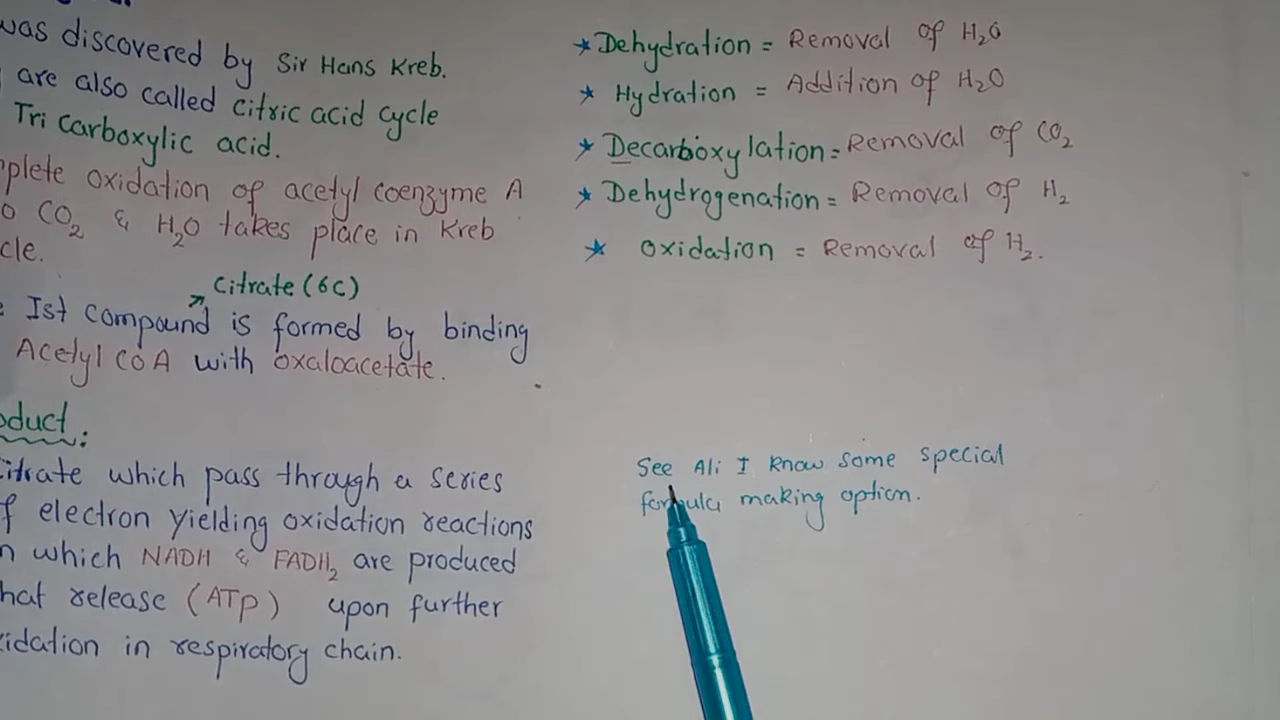 was discovered by Sir Hans Kreb.
are also called citric acid cycle
Tri Carboxylic acid.
plete oxidation of acetyl coenzyme A
CO2 & H2O takes place in Kreb
cle.
Citrate (6C)
Ist compound is formed by binding
Acetyl CoA with oxaloacetate.
oduct:
itrate which pass through a series
f electron yielding oxidation reactions
n which NADH & FADH2 are produced
hat release (ATP) upon further
idation in respiratory chain.
* Dehydration = Removal of H2O
* Hydration = Addition of H2O
* Decarboxylation = Removal of CO2
* Dehydrogenation = Removal of H2
* Oxidation = Removal of H2.
See Ali I know some special
formula making option.